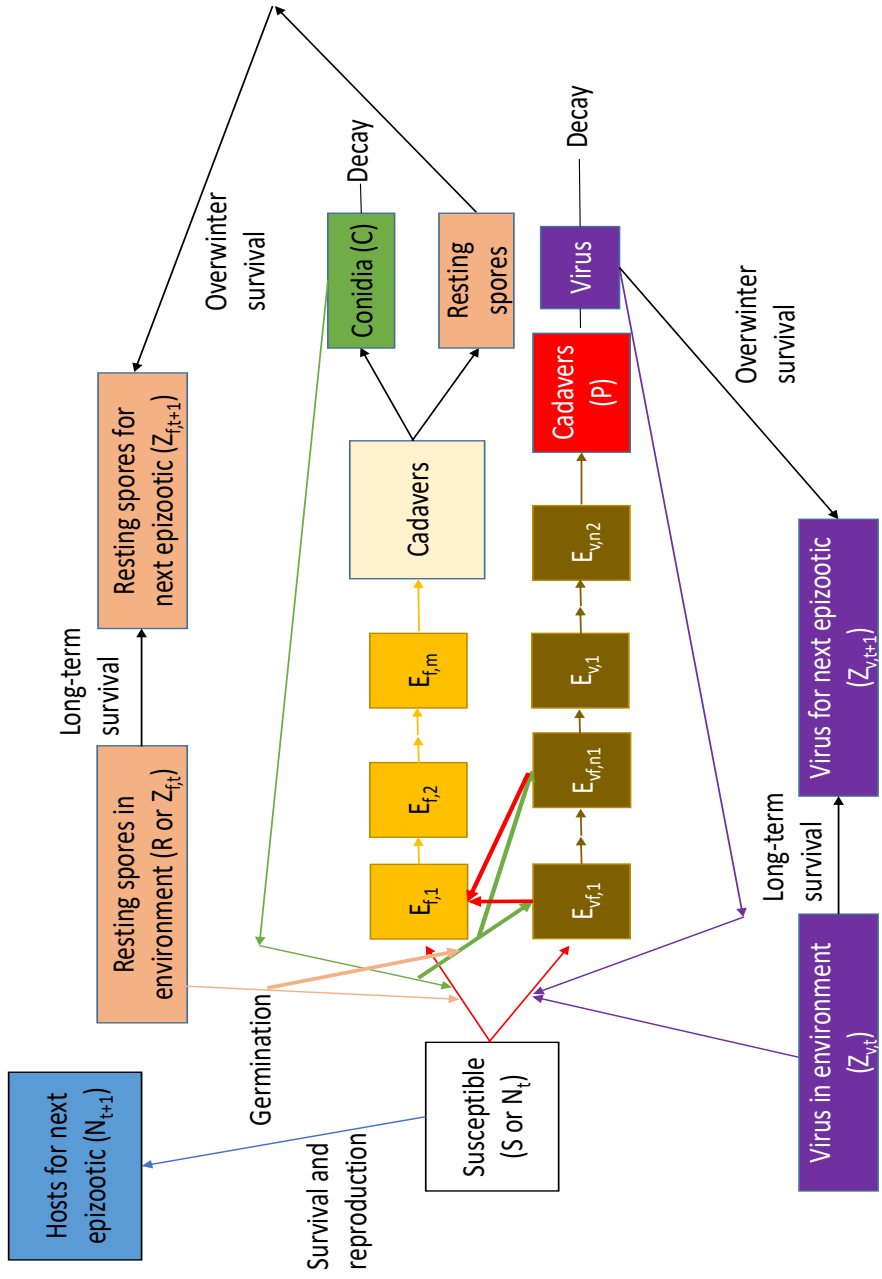 Hosts for next
epizootic (N_{t+1})
Survival and
reproduction
Susceptible
(S or N_t)
Resting spores in
environment (R or Z_{f,t})
Germination
Long-term
survival
Resting spores for
next epizootic (Z_{f,t+1})
Overwinter
survival
E_{f,1}
E_{f,2}
E_{f,m}
Cadavers
Conidia (C)
Decay
Resting
spores
E_{vf,1}
E_{vf,n1}
E_{v,1}
E_{v,n2}
Cadavers
(P)
Virus
Decay
Virus in environment
(Z_{v,t})
Long-term
survival
Virus for next epizootic
(Z_{v,t+1})
Overwinter
survival